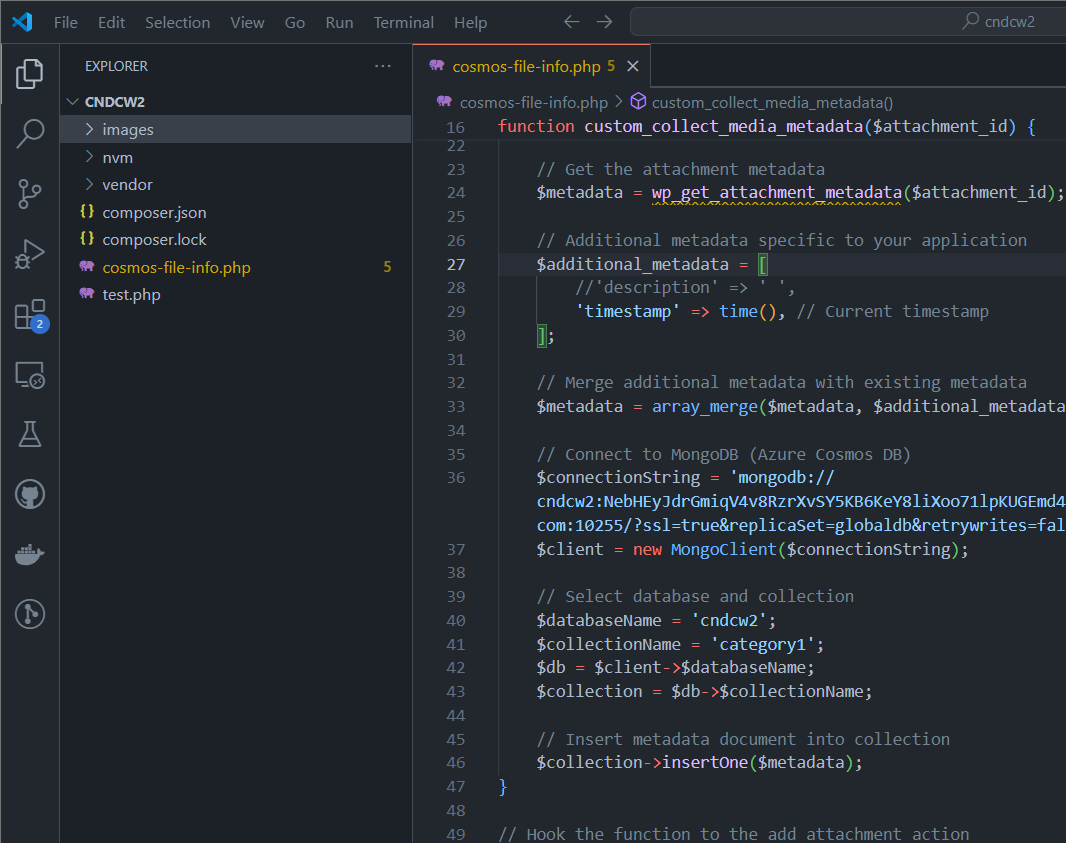 File Edit Selection View Go Run Terminal Help cndcw2
EXPLORER
cosmos-file-info.php 5
CNDCW2
cosmos-file-info.php > custom_collect_media_metadata()
images
nvm
vendor
composer.json
composer.lock
cosmos-file-info.php 5
test.php
2
16 function custom_collect_media_metadata($attachment_id) {
22
23 // Get the attachment metadata
24 $metadata = wp_get_attachment_metadata($attachment_id);
25
26 // Additional metadata specific to your application
27 $additional_metadata = [
28 //'description' => ' ',
29 'timestamp' => time(), // Current timestamp
30 ];
31
32 // Merge additional metadata with existing metadata
33 $metadata = array_merge($metadata, $additional_metadata
34
35 // Connect to MongoDB (Azure Cosmos DB)
36 $connectionString = 'mongodb://
cndcw2:NebHEyJdrGmiqV4v8RzrXvSY5KB6KeY8liXoo71lpKUGEmd4
com:10255/?ssl=true&replicaSet=globaldb&retrywrites=fal
37 $client = new MongoClient($connectionString);
38
39 // Select database and collection
40 $databaseName = 'cndcw2';
41 $collectionName = 'category1';
42 $db = $client->$databaseName;
43 $collection = $db->$collectionName;
44
45 // Insert metadata document into collection
46 $collection->insertOne($metadata);
47 }
48
49 // Hook the function to the add attachment action